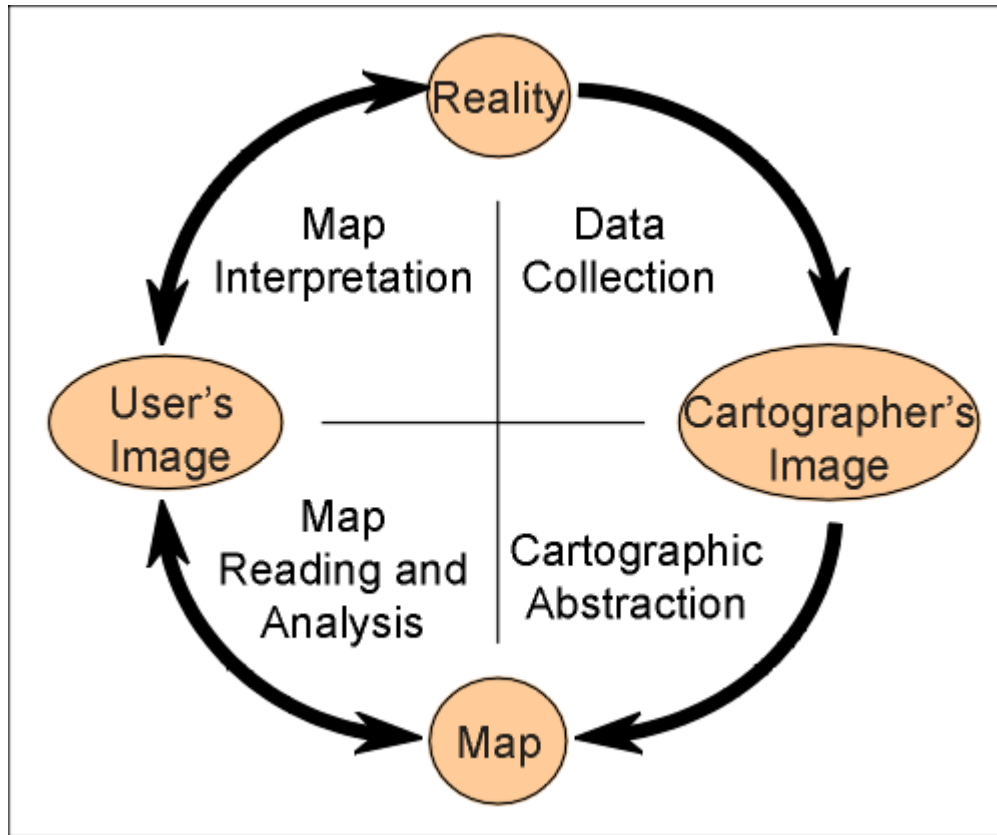 Reality
Map
Interpretation
Data
Collection
User’s
Image
Cartographer’s
Image
Map
Reading and
Analysis
Cartographic
Abstraction
Map